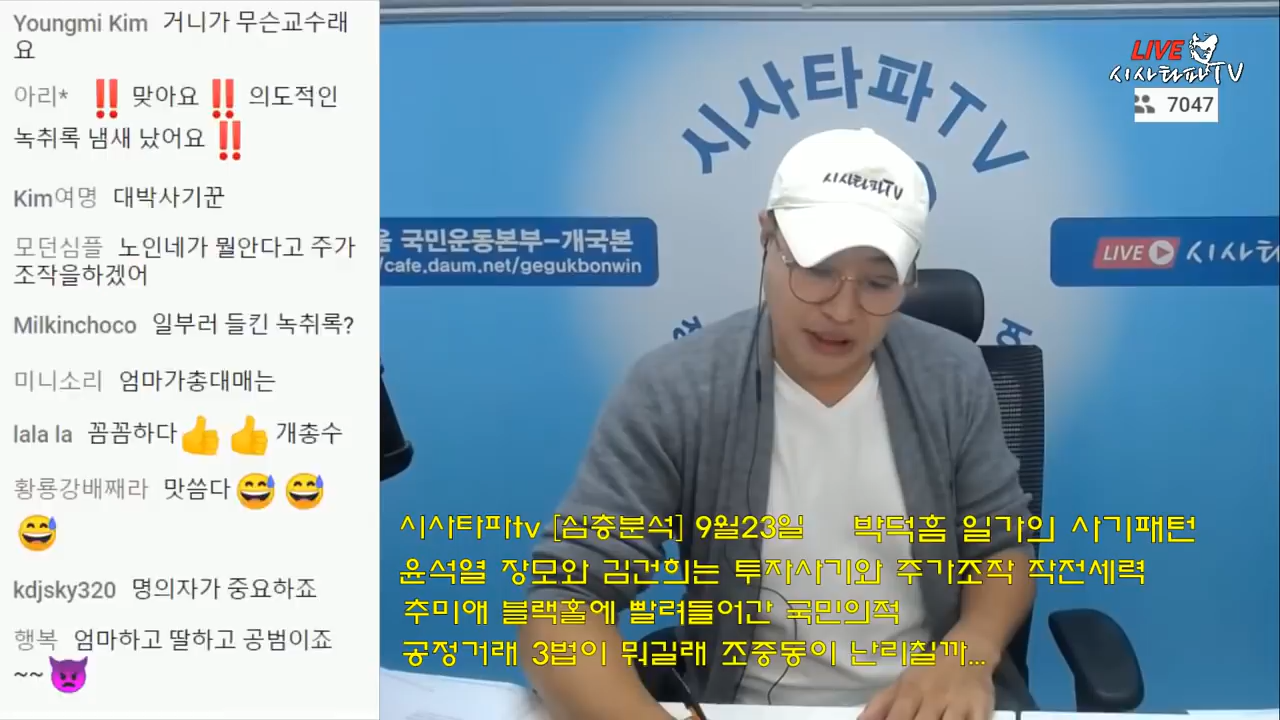 Youngmi Kim 거니가 무슨교수래
요
아리* ‼️ 맞아요 ‼️ 의도적인
녹취록 냄새 났어요 ‼️
Kim여명 대박사기꾼
모던심플 노인네가 뭘안다고 주가
조작을하겠어
Milkinchoco 일부러 들킨 녹취록?
미니소리 엄마가총대매는
lala la 꼼꼼하다👍 👍 개총수
황룡강배째라 맛씀다😅 😅
😅
kdjsky320 명의자가 중요하죠
행복 엄마하고 딸하고 공범이죠
~~👿
LIVE
시사타파TV
7047
시사타파TV
시사타파TV
국민운동본부-개국본
/cafe.daum.net/gegukbonwin
LIVE 시사타
시사타파tv [심층분석] 9월23일 박덕흠 일가의 사기패턴
윤석열 장모와 김건희는 투자사기와 주가조작 작전세력
추미애 블랙홀에 빨려들어간 국민의적
공정거래 3법이 뭐길래 조중동이 난리칠까...